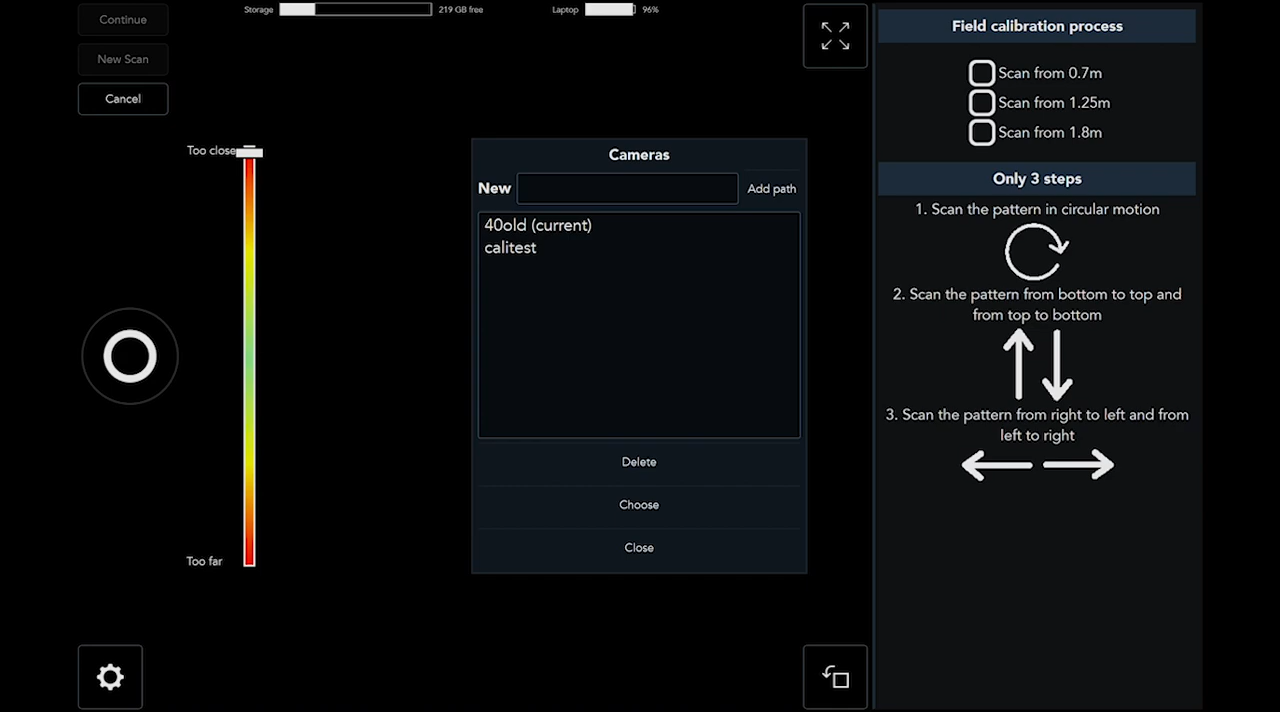 Continue
Storage
219 GB free
Laptop
96%
New Scan
Cancel
Too close
Too far
Cameras
New
Add path
40old (current)
calitest
Delete
Choose
Close
Field calibration process
Scan from 0.7m
Scan from 1.25m
Scan from 1.8m
Only 3 steps
1. Scan the pattern in circular motion
2. Scan the pattern from bottom to top and
from top to bottom
3. Scan the pattern from right to left and from
left to right